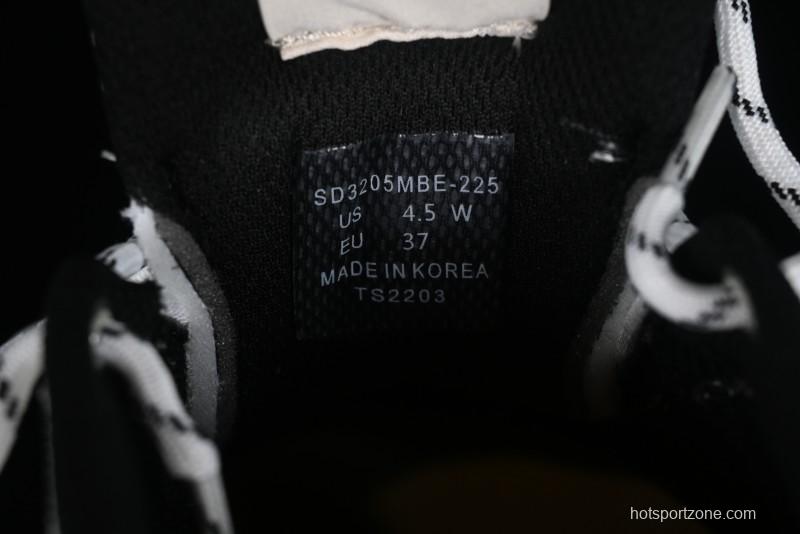 SD3205MBE-225
US 4.5 W
EU 37
MADE IN KOREA
TS2203
hotsportzone.com